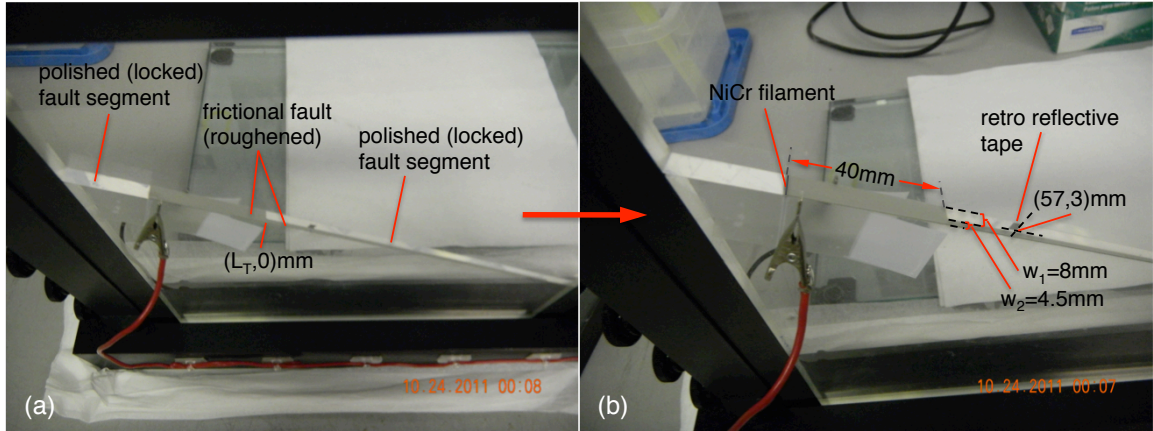 polished (locked)
fault segment
frictional fault
(roughened)
polished (locked)
fault segment
(L_T,0)mm
10.24.2011 00:08
(a)
NiCr filament
retro reflective
tape
40mm
(57,3)mm
w₁=8mm
w₂=4.5mm
10.24.2011 00:07
(b)